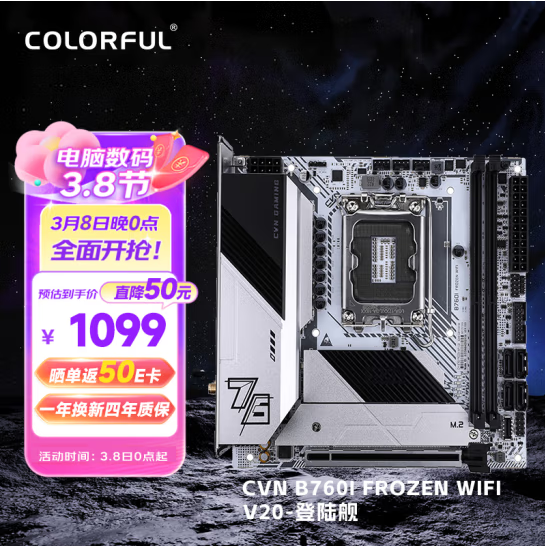 COLORFUL®
电脑数码
3.8节
3月8日晚0点
全面开抢！
预估到手价 直降50元
￥1099
晒单返50E卡
一年换新四年质保
活动时间：3.8日0点起
CVN GAMING
B760I FROZEN WIFI
76
M.2
CVN B760I FROZEN WIFI
V20-登陆舰